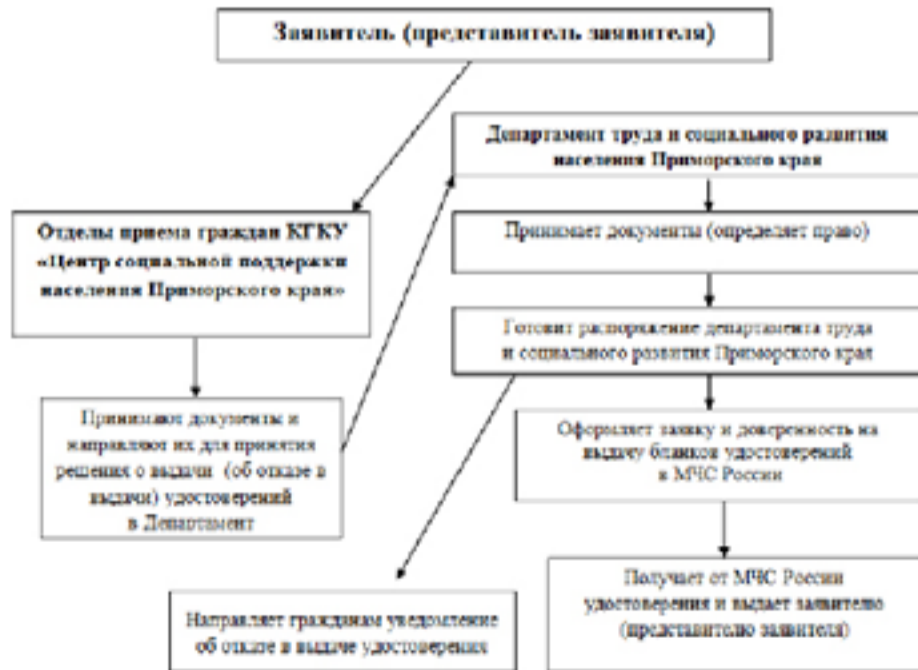 Заявитель (представитель заявителя)
Департамент труда и социального развития
населения Приморского края
Отделы приема граждан КГКУ
«Центр социальной поддержки
населения Приморского края»
Принимает документы (определяет право)
Готовит распоряжение департамента труда
и социального развития Приморского края
Принимают документы и
направляют их для принятия
решения о выдачи (об отказе в
выдачи) удостоверений
в Департамент
Оформляет заявку и доверенность на
выдачу бланков удостоверений
в МЧС России
Направляет гражданам уведомление
об отказе в выдаче удостоверения
Получает от МЧС России
удостоверения и выдает заявителю
(представителю заявителя)